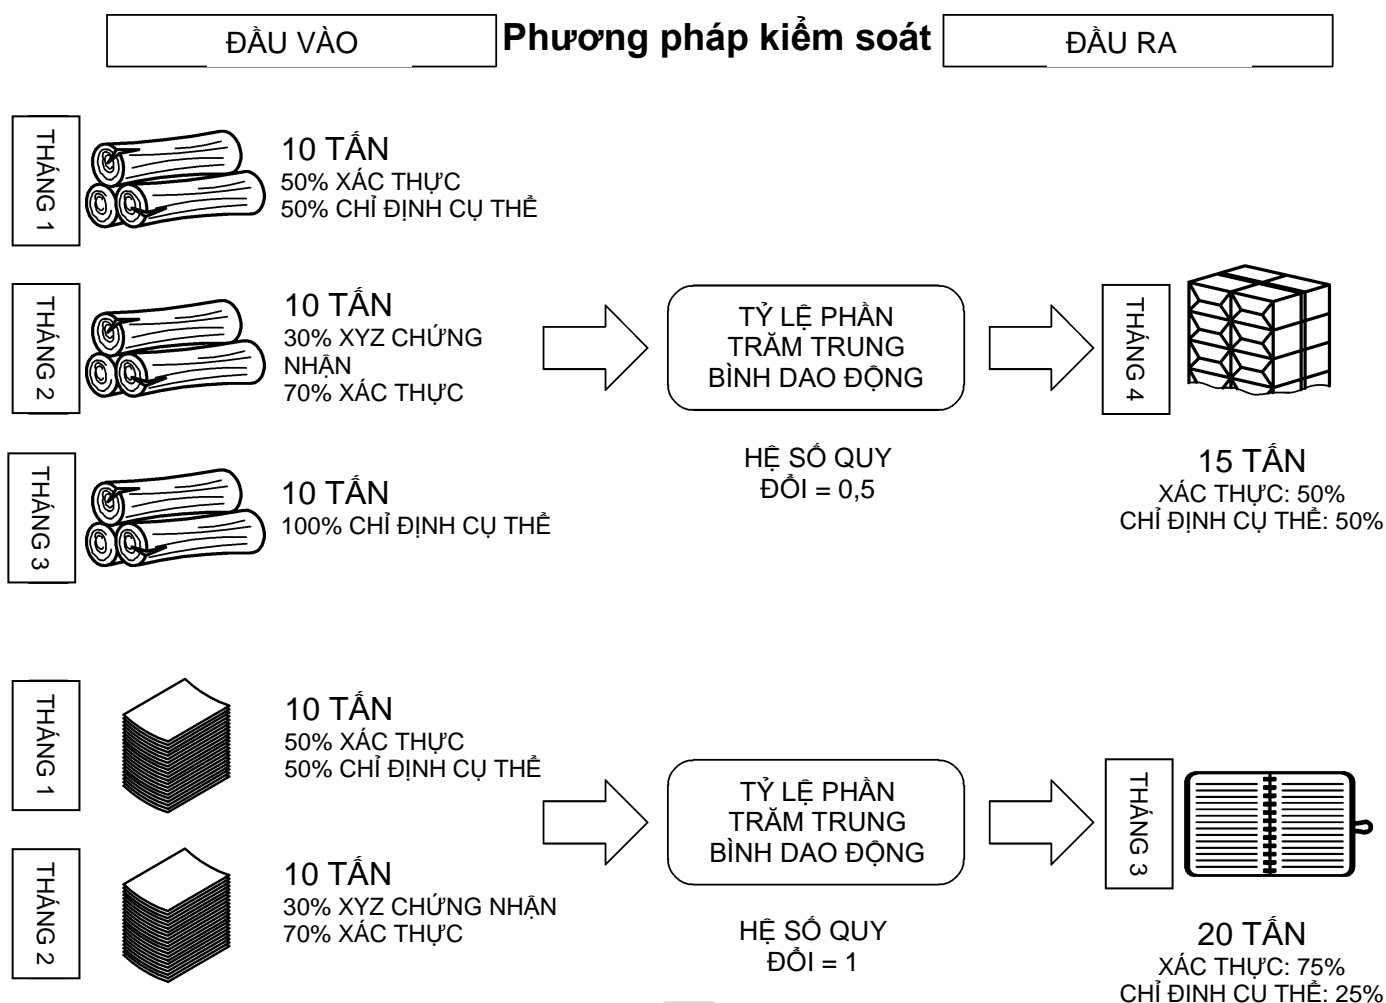 ĐẦU VÀO
Phương pháp kiểm soát
ĐẦU RA
THÁNG 1
10 TẤN
50% XÁC THỰC
50% CHỈ ĐỊNH CỤ THỂ
THÁNG 2
10 TẤN
30% XYZ CHỨNG
NHẬN
70% XÁC THỰC
THÁNG 3
10 TẤN
100% CHỈ ĐỊNH CỤ THỂ
TỶ LỆ PHẦN
TRĂM TRUNG
BÌNH DAO ĐỘNG
HỆ SỐ QUY
ĐỔI = 0,5
THÁNG 4
15 TẤN
XÁC THỰC: 50%
CHỈ ĐỊNH CỤ THỂ: 50%
THÁNG 1
10 TẤN
50% XÁC THỰC
50% CHỈ ĐỊNH CỤ THỂ
THÁNG 2
10 TẤN
30% XYZ CHỨNG NHẬN
70% XÁC THỰC
TỶ LỆ PHẦN
TRĂM TRUNG
BÌNH DAO ĐỘNG
HỆ SỐ QUY
ĐỔI = 1
THÁNG 3
20 TẤN
XÁC THỰC: 75%
CHỈ ĐỊNH CỤ THỂ: 25%